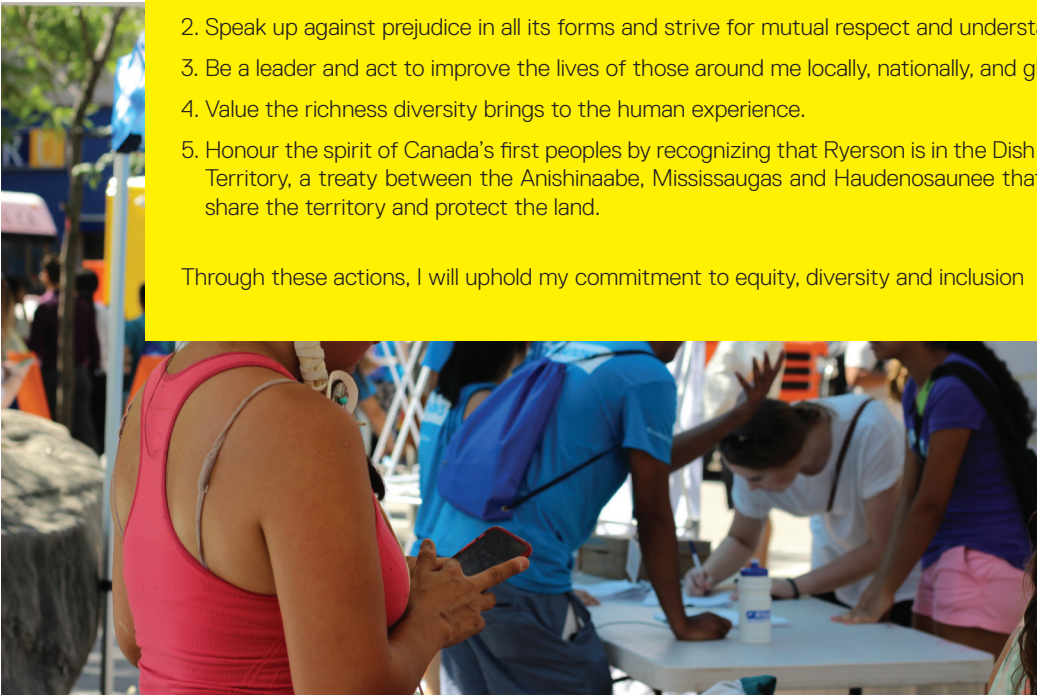 2. Speak up against prejudice in all its forms and strive for mutual respect and underst
3. Be a leader and act to improve the lives of those around me locally, nationally, and g
4. Value the richness diversity brings to the human experience.
5. Honour the spirit of Canada's first peoples by recognizing that Ryerson is in the Dish
Territory, a treaty between the Anishinaabe, Mississaugas and Haudenosaunee that
share the territory and protect the land.
Through these actions, I will uphold my commitment to equity, diversity and inclusion